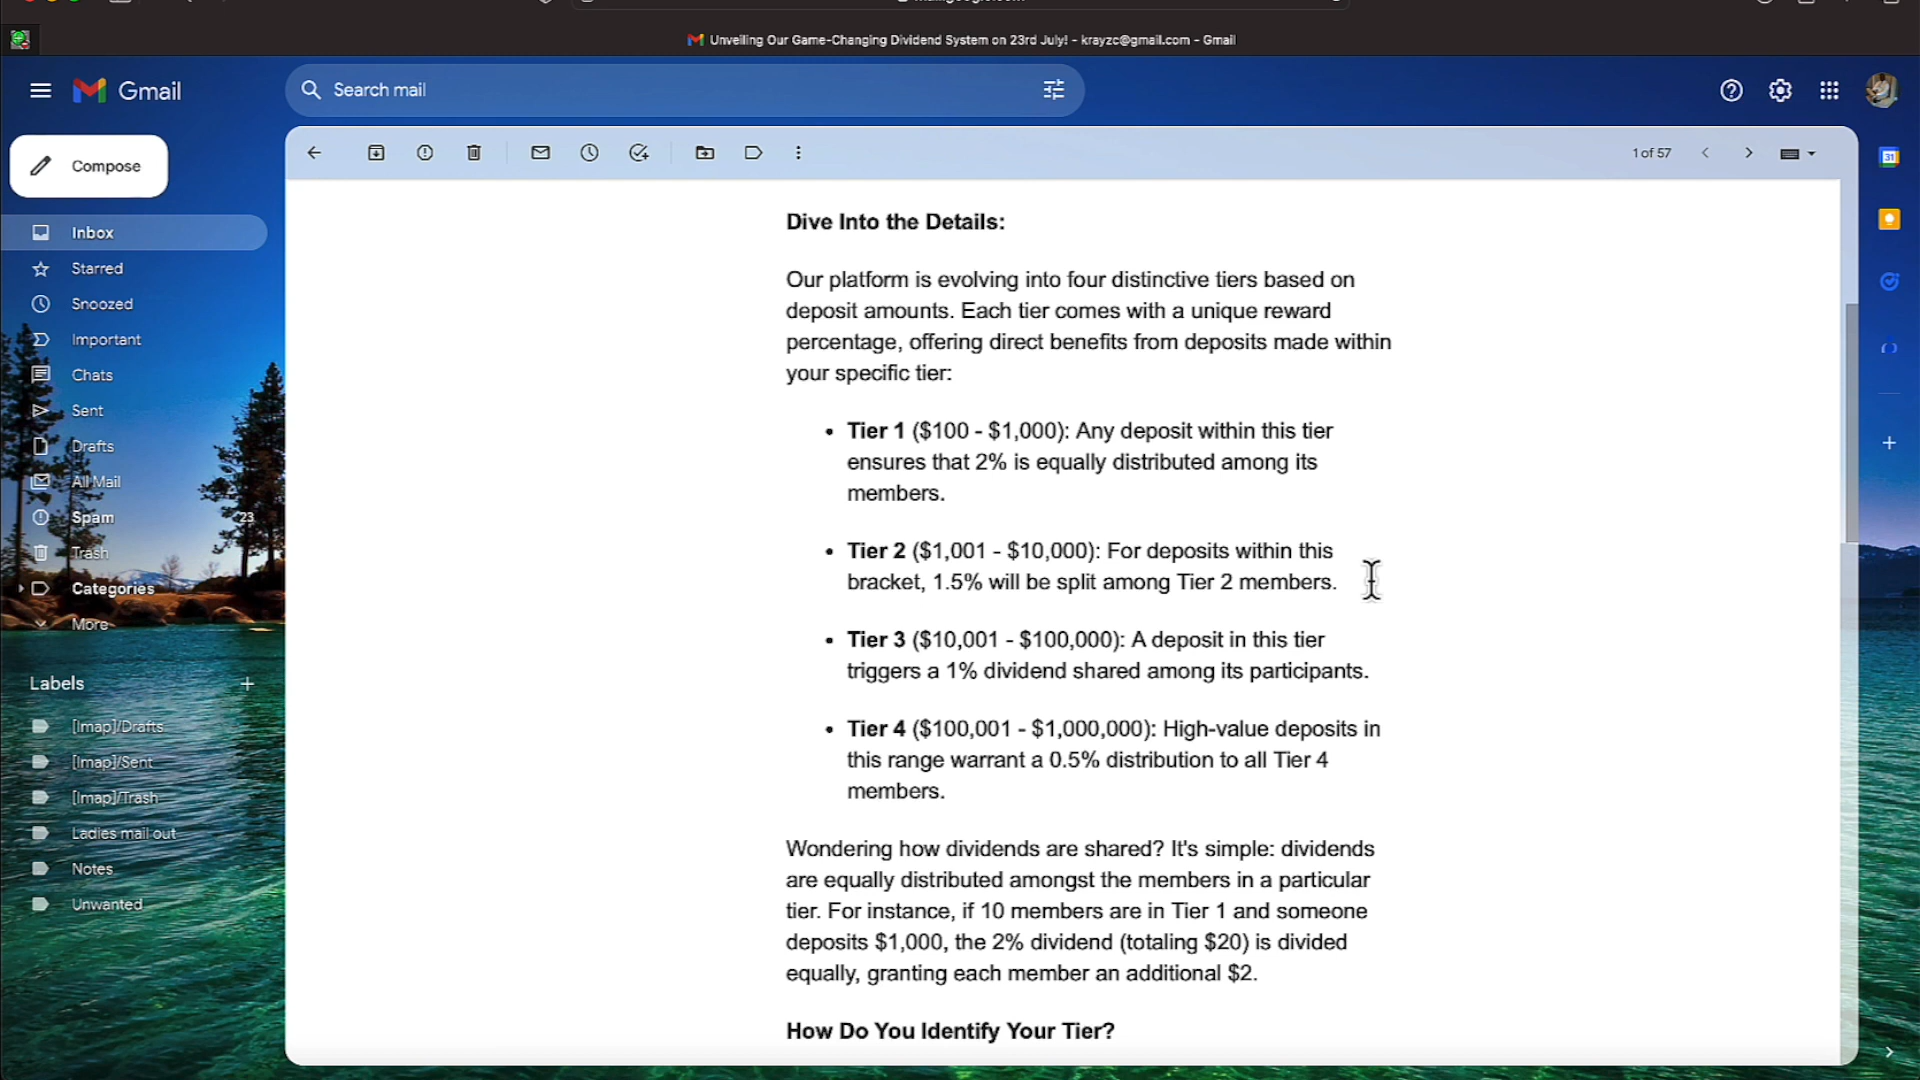 Unveiling Our Game-Changing Dividend System on 23rd July! - krayzc@gmail.com - Gmail
Gmail
Search mail
Compose
1 of 57
Inbox
Starred
Snoozed
Important
Chats
Sent
Drafts
All Mail
Spam 23
Trash
Categories
More
Labels
[Imap]/Drafts
[Imap]/Sent
[Imap]/Trash
Ladies mail out
Notes
Unwanted
Dive Into the Details:
Our platform is evolving into four distinctive tiers based on
deposit amounts. Each tier comes with a unique reward
percentage, offering direct benefits from deposits made within
your specific tier:
• Tier 1 ($100 - $1,000): Any deposit within this tier
ensures that 2% is equally distributed among its
members.
• Tier 2 ($1,001 - $10,000): For deposits within this
bracket, 1.5% will be split among Tier 2 members.
• Tier 3 ($10,001 - $100,000): A deposit in this tier
triggers a 1% dividend shared among its participants.
• Tier 4 ($100,001 - $1,000,000): High-value deposits in
this range warrant a 0.5% distribution to all Tier 4
members.
Wondering how dividends are shared? It's simple: dividends
are equally distributed amongst the members in a particular
tier. For instance, if 10 members are in Tier 1 and someone
deposits $1,000, the 2% dividend (totaling $20) is divided
equally, granting each member an additional $2.
How Do You Identify Your Tier?
31